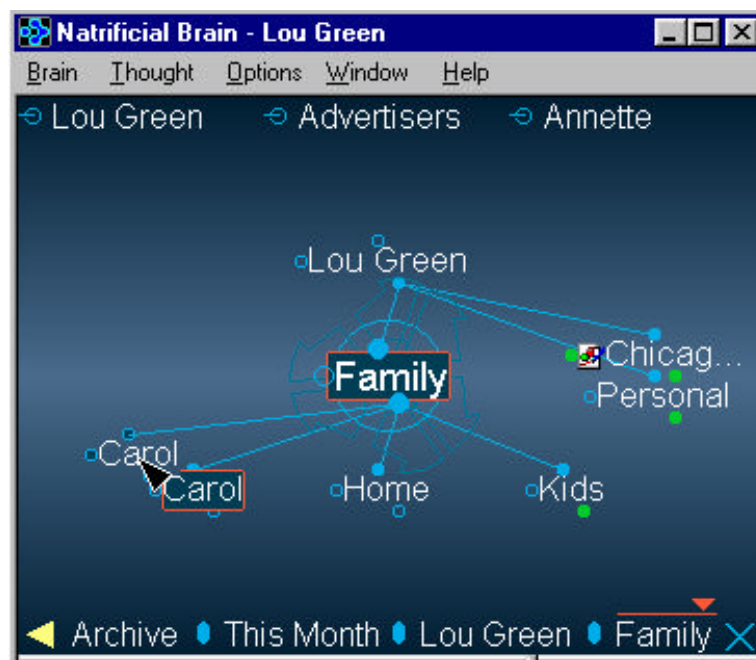 Natrificial Brain - Lou Green
Brain Thought Options Window Help
Lou Green Advertisers Annette
Lou Green
Chicag...
Family
Personal
Carol
Carol
Home
Kids
Archive This Month Lou Green Family